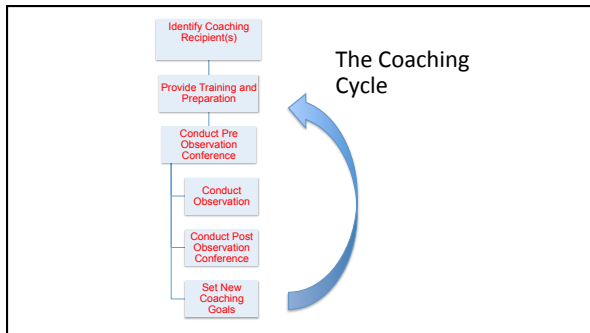 Identify Coaching
Recipient(s)
The Coaching
Cycle
Provide Training and
Preparation
Conduct Pre
Observation
Conference
Conduct
Observation
Conduct Post
Observation
Conference
Set New
Coaching
Goals